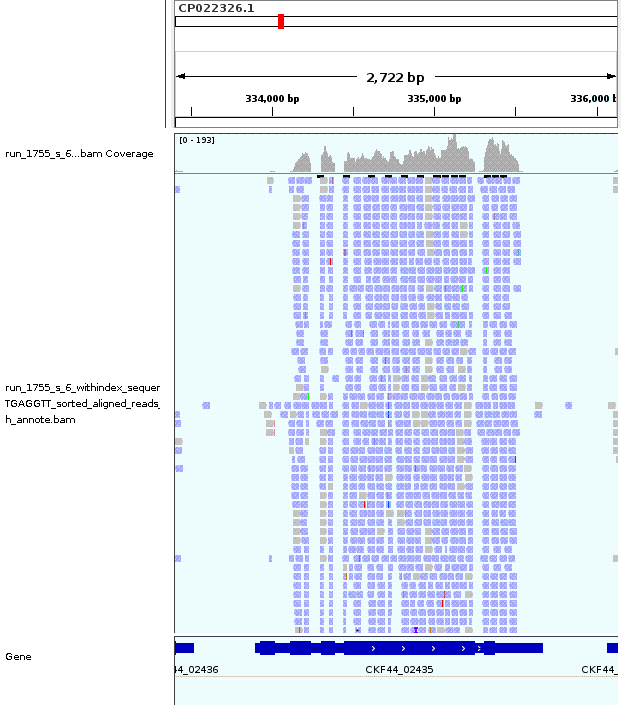 CP022326.1
2,722 bp
334,000 bp 335,000 bp 336,000 b
[0 - 193]
run_1755_s_6...bam Coverage
run_1755_s_6_withindex_sequer
TGAGGTT_sorted_aligned_reads_
h_annote.bam
Gene
44_02436 CKF44_02435 CKF44_